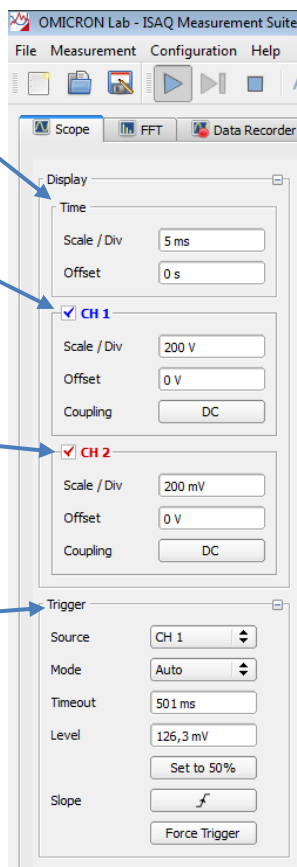 OMICRON Lab - ISAQ Measurement Suite
File Measurement Configuration Help
Scope FFT Data Recorder
Display
Time
Scale / Div 5 ms
Offset 0 s
CH 1
Scale / Div 200 V
Offset 0 V
Coupling DC
CH 2
Scale / Div 200 mV
Offset 0 V
Coupling DC
Trigger
Source CH 1
Mode Auto
Timeout 501 ms
Level 126,3 mV
Set to 50%
Slope
Force Trigger